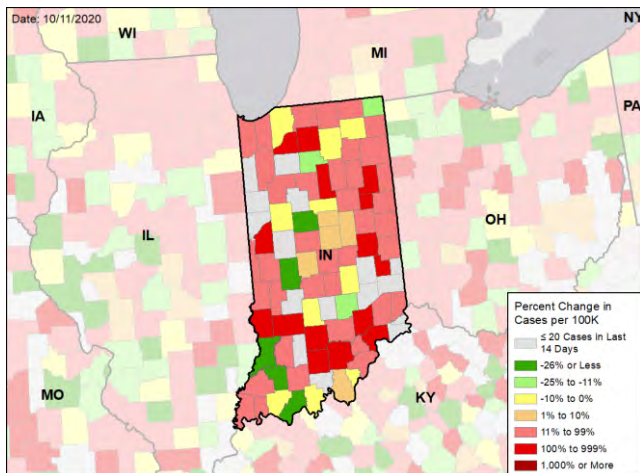 Date: 10/11/2020
WI
MI
NY
IA
PA
IL
OH
IN
MO
KY
Percent Change in
Cases per 100K
≤ 20 Cases in Last
14 Days
-26% or Less
-25% to -11%
-10% to 0%
1% to 10%
11% to 99%
100% to 999%
1,000% or More